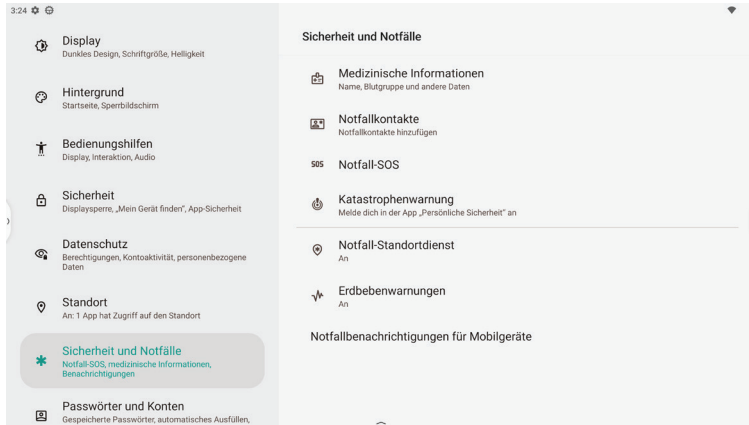 3:24
Display
Dunkles Design, Schriftgröße, Helligkeit
Hintergrund
Startseite, Sperrbildschirm
Bedienungshilfen
Display, Interaktion, Audio
Sicherheit
Displaysperre, „Mein Gerät finden", App-Sicherheit
Datenschutz
Berechtigungen, Kontoaktivität, personenbezogene
Daten
Standort
An: 1 App hat Zugriff auf den Standort
Sicherheit und Notfälle
Notfall-SOS, medizinische Informationen,
Benachrichtigungen
Passwörter und Konten
Gespeicherte Passwörter, automatisches Ausfüllen,
Sicherheit und Notfälle
Medizinische Informationen
Name, Blutgruppe und andere Daten
Notfallkontakte
Notfallkontakte hinzufügen
SOS Notfall-SOS
Katastrophenwarnung
Melde dich in der App „Persönliche Sicherheit" an
Notfall-Standortdienst
An
Erdbebenwarnungen
An
Notfallbenachrichtigungen für Mobilgeräte